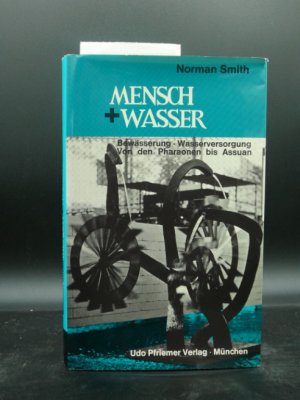 Norman Smith
MENSCH
+WASSER
Bewässerung · Wasserversorgung
Von den Pharaonen bis Assuan
Udo Pfriemer Verlag · München